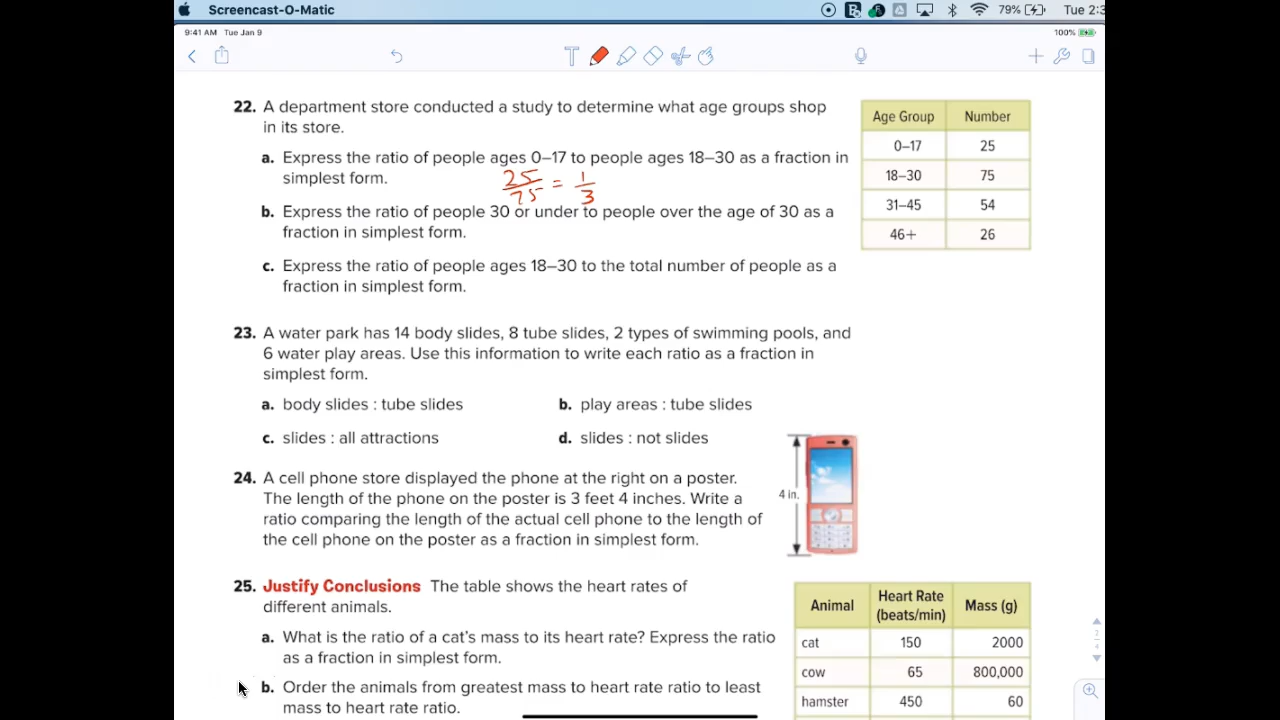 Screencast-O-Matic
79%
Tue 2:3
9:41 AM Tue Jan 9
100%
22. A department store conducted a study to determine what age groups shop
in its store.
a. Express the ratio of people ages 0–17 to people ages 18–30 as a fraction in
simplest form.
25/75 = 1/3
b. Express the ratio of people 30 or under to people over the age of 30 as a
fraction in simplest form.
c. Express the ratio of people ages 18–30 to the total number of people as a
fraction in simplest form.
Age Group Number
0–17 25
18–30 75
31–45 54
46+ 26
23. A water park has 14 body slides, 8 tube slides, 2 types of swimming pools, and
6 water play areas. Use this information to write each ratio as a fraction in
simplest form.
a. body slides : tube slides b. play areas : tube slides
c. slides : all attractions d. slides : not slides
24. A cell phone store displayed the phone at the right on a poster.
The length of the phone on the poster is 3 feet 4 inches. Write a
ratio comparing the length of the actual cell phone to the length of
the cell phone on the poster as a fraction in simplest form.
4 in.
25. Justify Conclusions The table shows the heart rates of
different animals.
a. What is the ratio of a cat's mass to its heart rate? Express the ratio
as a fraction in simplest form.
b. Order the animals from greatest mass to heart rate ratio to least
mass to heart rate ratio.
Animal Heart Rate (beats/min) Mass (g)
cat 150 2000
cow 65 800,000
hamster 450 60